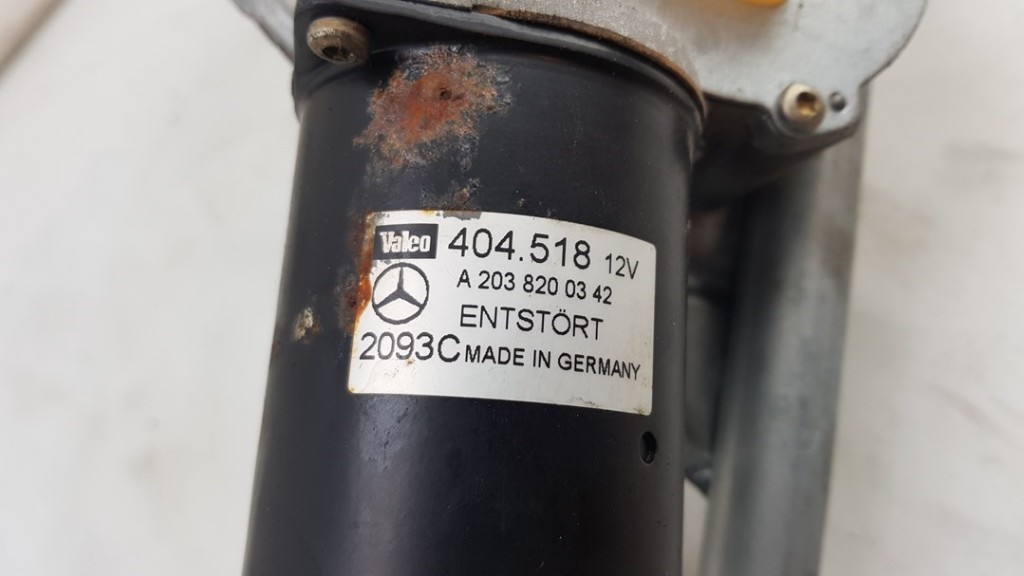 Valeo 404.518 12V
A 203 820 03 42
ENTSTÖRT
2093C MADE IN GERMANY